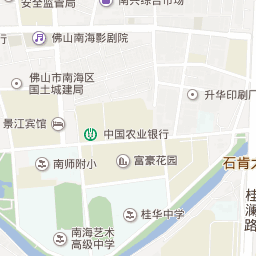 安全监管局
南兴综合市场
佛山南海影剧院
佛山市南海区
国土城建局
升华印刷厂
景江宾馆
中国农业银行
南师附小
富豪花园
石肯大
桂华中学
南海艺术
高级中学
桂澜路